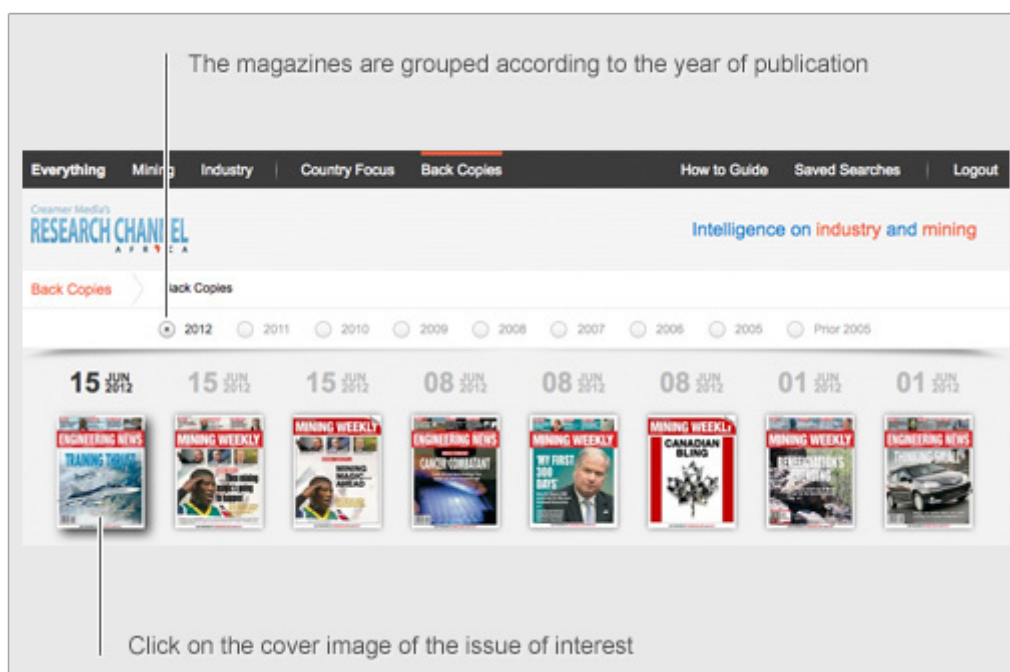 The magazines are grouped according to the year of publication
Everything Mining Industry Country Focus Back Copies How to Guide Saved Searches Logout
Creamer Media's
RESEARCH CHANNEL
AFRICA
Intelligence on industry and mining
Back Copies Back Copies
2012 2011 2010 2009 2008 2007 2006 2005 Prior 2005
15 JUN 2012 15 JUN 2012 15 JUN 2012 08 JUN 2012 08 JUN 2012 08 JUN 2012 01 JUN 2012 01 JUN 2012
ENGINEERING NEWS
TRAINING THRUST
MINING WEEKLY
MINING WEEKLY
MINING
MAGIC
AHEAD
ENGINEERING NEWS
CANCER COMBATANT
MINING WEEKLY
'MY FIRST
300
DAYS'
MINING WEEKLY
CANADIAN
BLING
MINING WEEKLY
ENGINEERING NEWS
Click on the cover image of the issue of interest